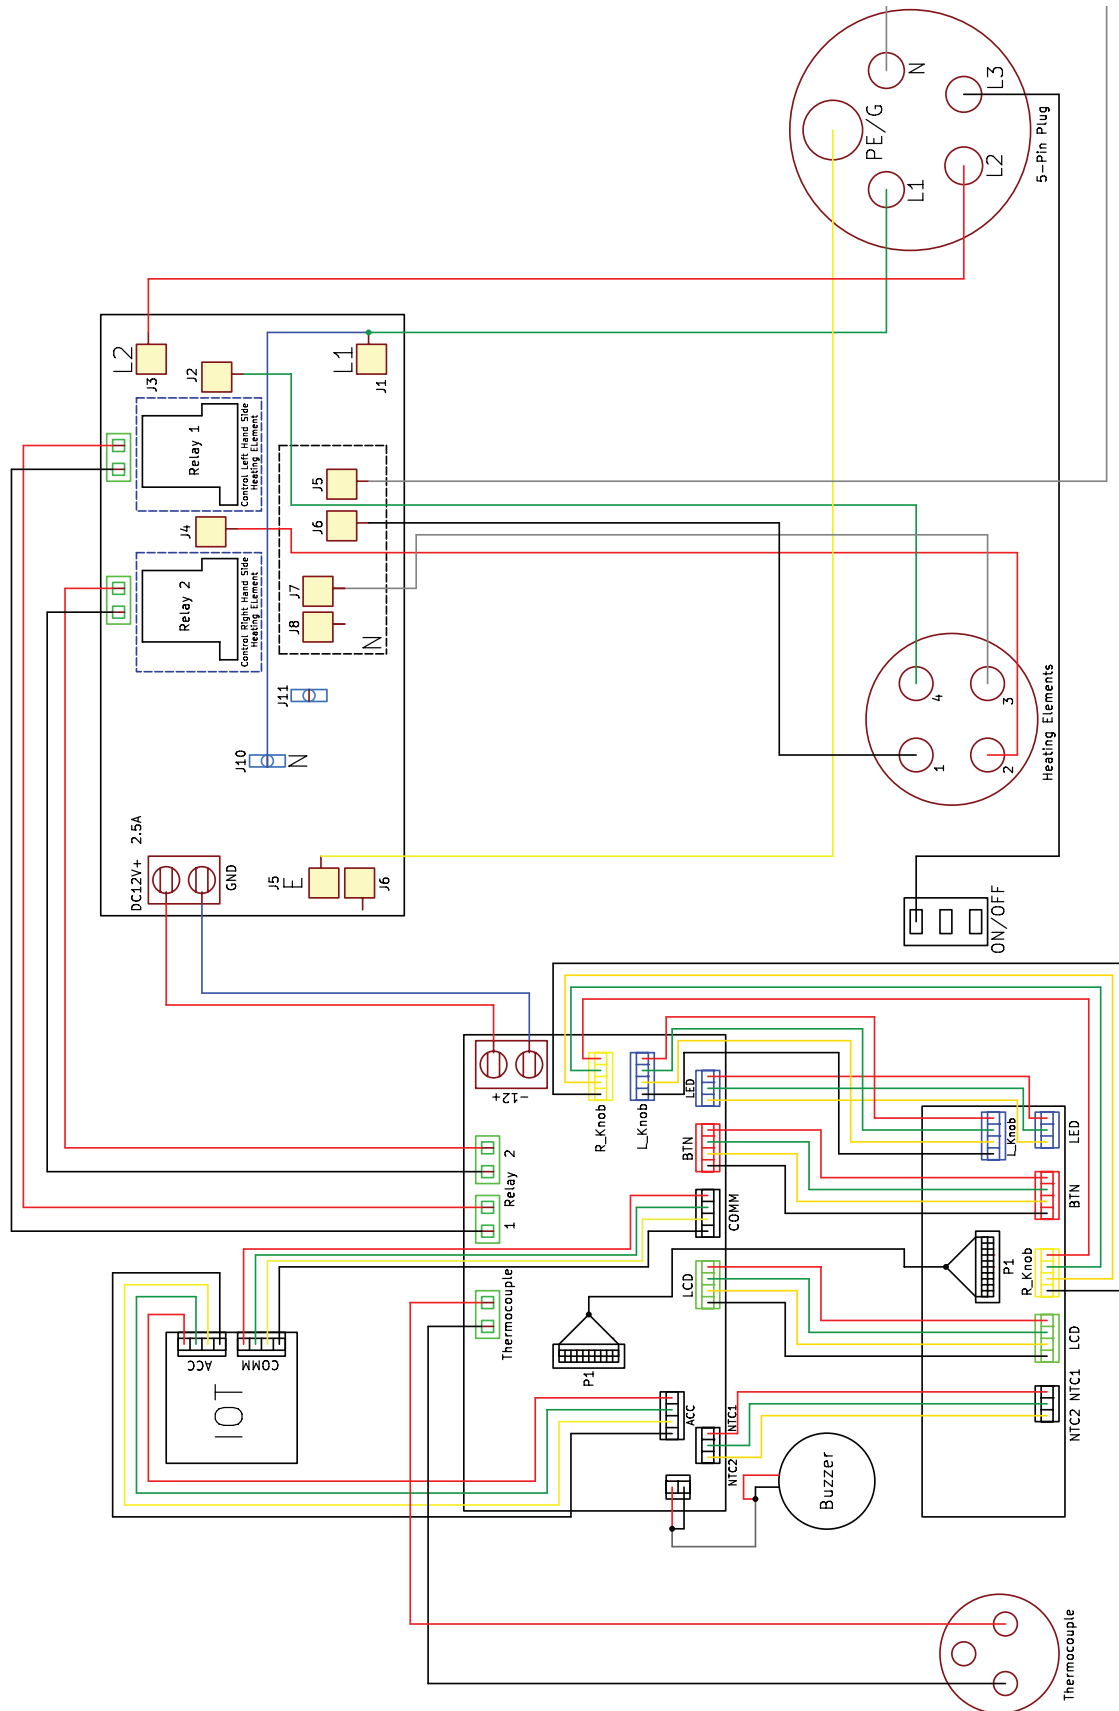 N
L3
PE/G
L2
L1
5-Pin Plug
L2
J3
J2
L1
J1
Relay 1
Control Left Hand Side
Heating ELement
J5
J4
J6
Relay 2
Control Right Hand Side
Heating ELement
J7
J8
N
J11
J10
N
4
3
1
2
Heating Elements
DC12V+ 2.5A
GND
J5
E
J6
ON/OFF
-12+
R_Knob
L_Knob
LED
BTN
L_Knob
LED
BTN
2
Relay
1
COMM
P1
R_Knob
LCD
Thermocouple
P1
LCD
ACC
COMM
IOT
ACC
NTC1
NTC2
NTC2 NTC1
Buzzer
Thermocouple